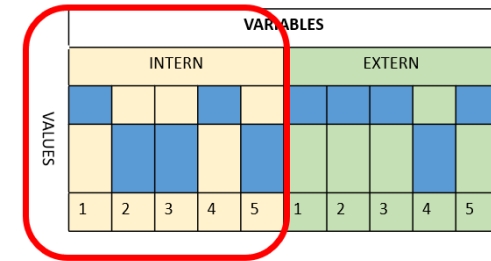 VARIABLES
INTERN EXTERN
VALUES
1 2 3 4 5 1 2 3 4 5